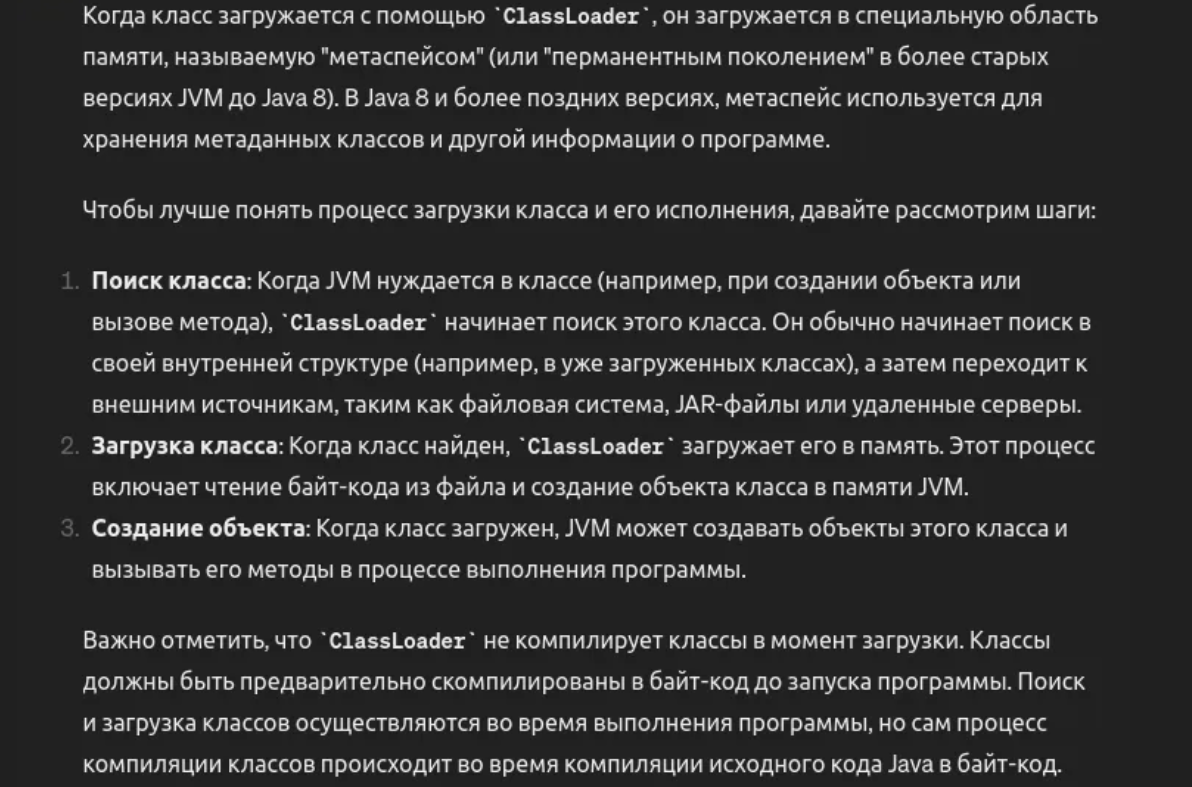 Когда класс загружается с помощью `ClassLoader`, он загружается в специальную область
памяти, называемую "метаспейсом" (или "перманентным поколением" в более старых
версиях JVM до Java 8). В Java 8 и более поздних версиях, метаспейс используется для
хранения метаданных классов и другой информации о программе.
Чтобы лучше понять процесс загрузки класса и его исполнения, давайте рассмотрим шаги:
1. Поиск класса: Когда JVM нуждается в классе (например, при создании объекта или
вызове метода), `ClassLoader` начинает поиск этого класса. Он обычно начинает поиск в
своей внутренней структуре (например, в уже загруженных классах), а затем переходит к
внешним источникам, таким как файловая система, JAR-файлы или удаленные серверы.
2. Загрузка класса: Когда класс найден, `ClassLoader` загружает его в память. Этот процесс
включает чтение байт-кода из файла и создание объекта класса в памяти JVM.
3. Создание объекта: Когда класс загружен, JVM может создавать объекты этого класса и
вызывать его методы в процессе выполнения программы.
Важно отметить, что `ClassLoader` не компилирует классы в момент загрузки. Классы
должны быть предварительно скомпилированы в байт-код до запуска программы. Поиск
и загрузка классов осуществляются во время выполнения программы, но сам процесс
компиляции классов происходит во время компиляции исходного кода Java в байт-код.